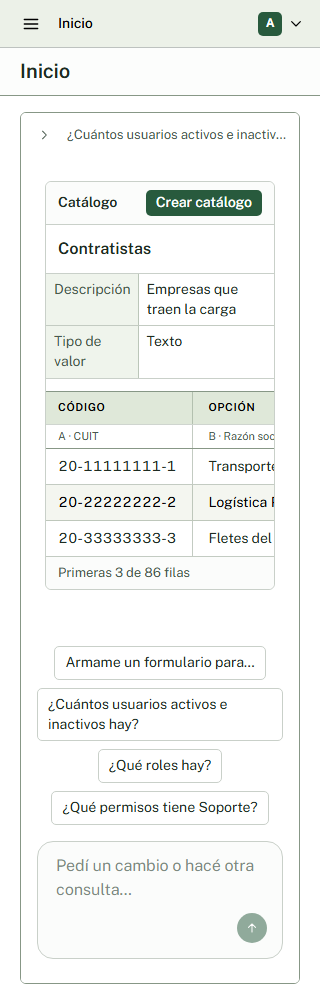 Inicio
A
Inicio
¿Cuántos usuarios activos e inactiv...
Catálogo
Crear catálogo
Contratistas
Descripción
Empresas que
traen la carga
Tipo de
valor
Texto
CÓDIGO
OPCIÓN
A · CUIT
B · Razón soc
20-11111111-1
Transporte
20-22222222-2
Logística
20-33333333-3
Fletes del
Primeras 3 de 86 filas
Armame un formulario para...
¿Cuántos usuarios activos e
inactivos hay?
¿Qué roles hay?
¿Qué permisos tiene Soporte?
Pedí un cambio o hacé otra
consulta...